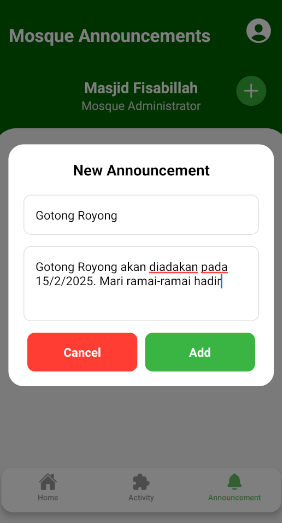 Mosque Announcements
Masjid Fisabillah
Mosque Administrator
New Announcement
Gotong Royong
Gotong Royong akan diadakan pada
15/2/2025. Mari ramai-ramai hadir
Cancel
Add
Home
Activity
Announcement